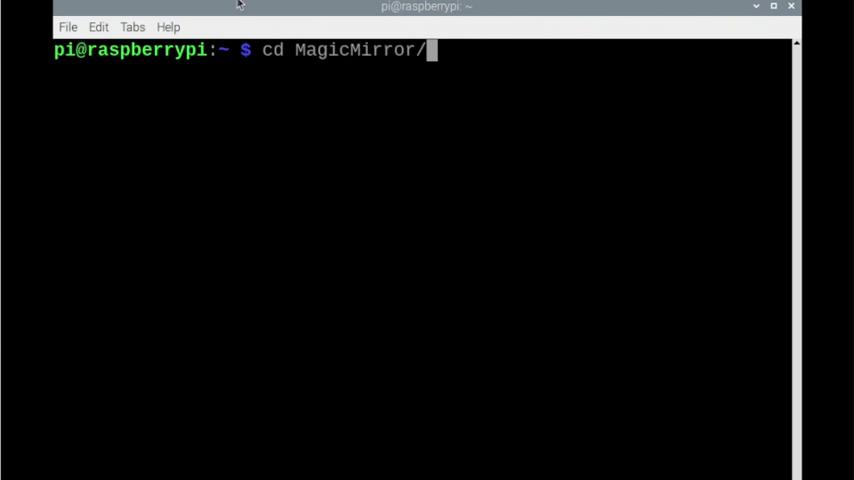 pi@raspberrypi: ~
File Edit Tabs Help
pi@raspberrypi:~ $ cd MagicMirror/